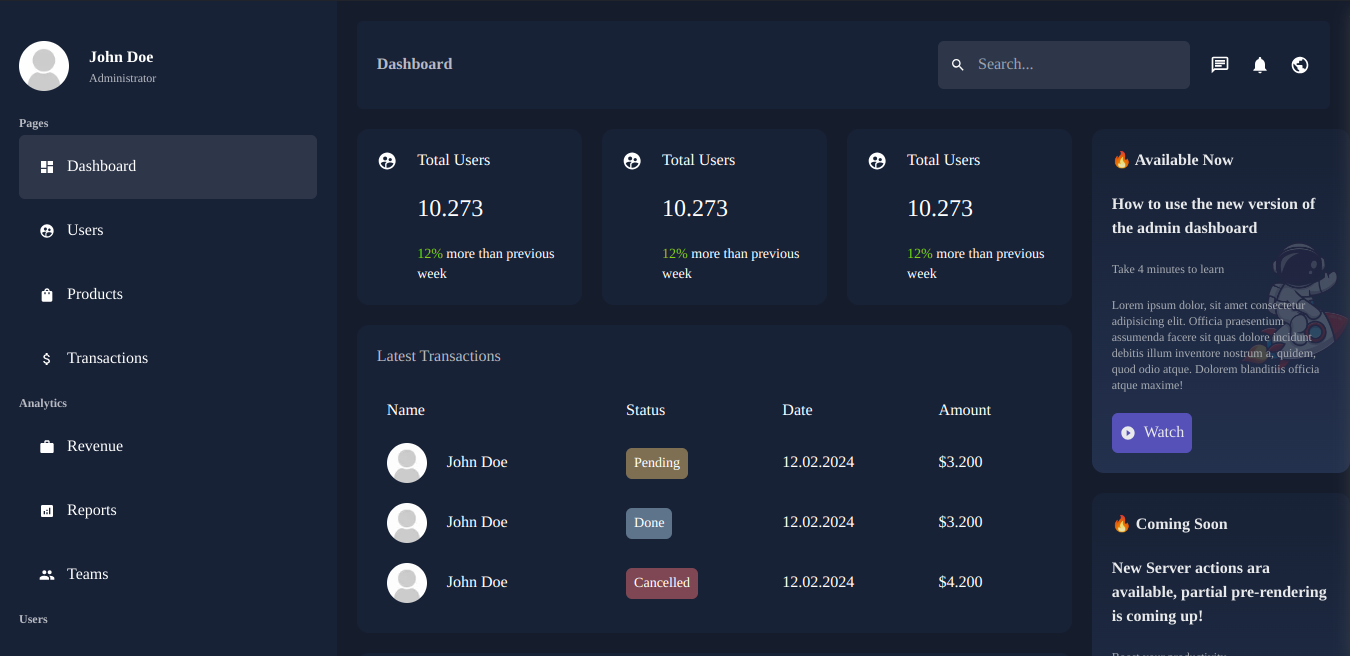 John Doe
Administrator
Pages
Dashboard
Users
Products
Transactions
Analytics
Revenue
Reports
Teams
Users
Dashboard
Search...
Total Users
10.273
12% more than previous
week
Total Users
10.273
12% more than previous
week
Total Users
10.273
12% more than previous
week
Latest Transactions
Name Status Date Amount
John Doe Pending 12.02.2024 $3.200
John Doe Done 12.02.2024 $3.200
John Doe Cancelled 12.02.2024 $4.200
🔥 Available Now
How to use the new version of
the admin dashboard
Take 4 minutes to learn
Lorem ipsum dolor, sit amet consectetur
adipisicing elit. Officia praesentium
assumenda facere sit quas dolore incidunt
debitis illum inventore nostrum a, quidem,
quod odio atque. Dolorem blanditiis officia
atque maxime!
Watch
🔥 Coming Soon
New Server actions ara
available, partial pre-rendering
is coming up!